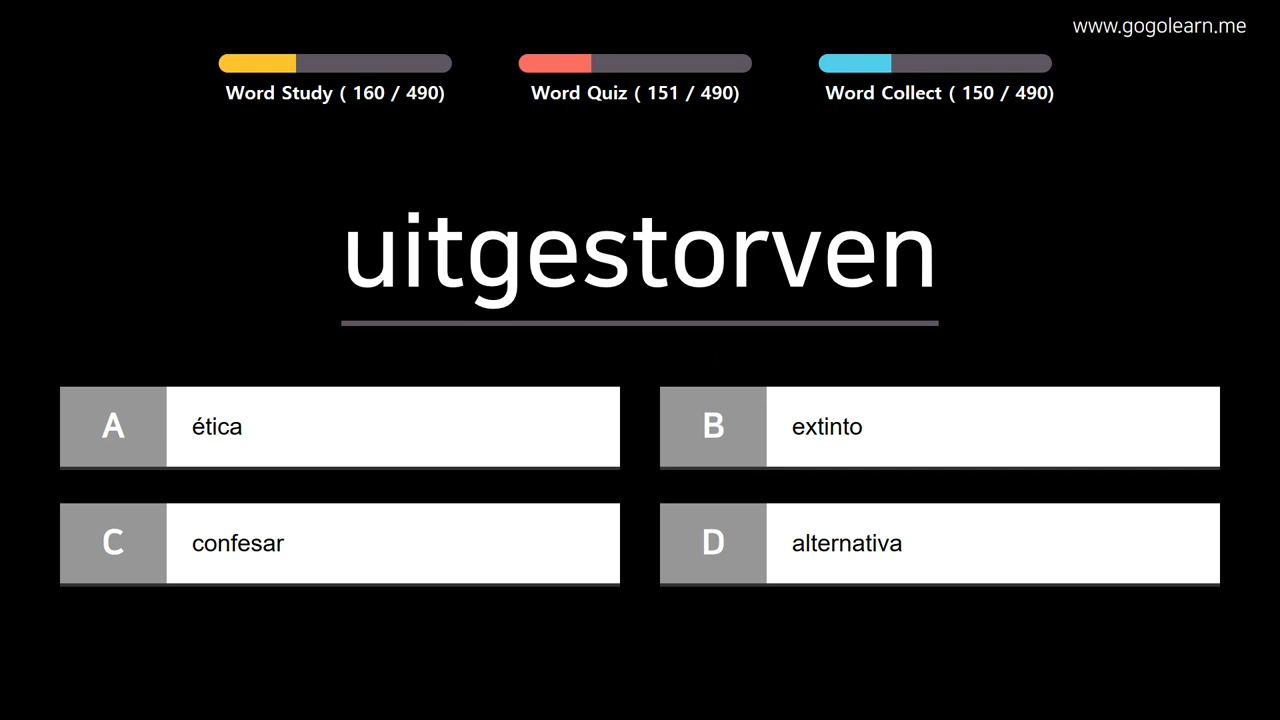 www.gogolearn.me
Word Study ( 160 / 490)
Word Quiz ( 151 / 490)
Word Collect ( 150 / 490)
uitgestorven
A ética
B extinto
C confesar
D alternativa